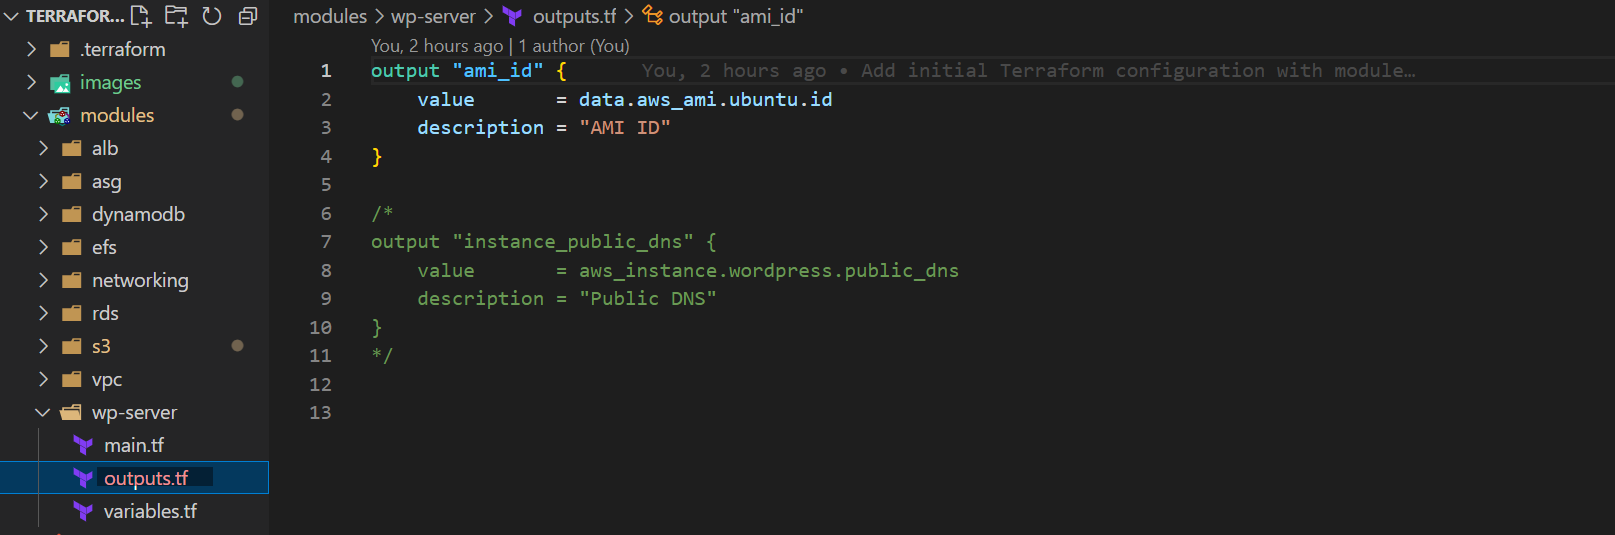 TERRAFOR...
.terraform
images
modules
alb
asg
dynamodb
efs
networking
rds
s3
vpc
wp-server
main.tf
outputs.tf
variables.tf
modules > wp-server > outputs.tf > output "ami_id"
You, 2 hours ago | 1 author (You)
1 output "ami_id" { You, 2 hours ago • Add initial Terraform configuration with module…
2 value = data.aws_ami.ubuntu.id
3 description = "AMI ID"
4 }
5
6 /*
7 output "instance_public_dns" {
8 value = aws_instance.wordpress.public_dns
9 description = "Public DNS"
10 }
11 */
12
13